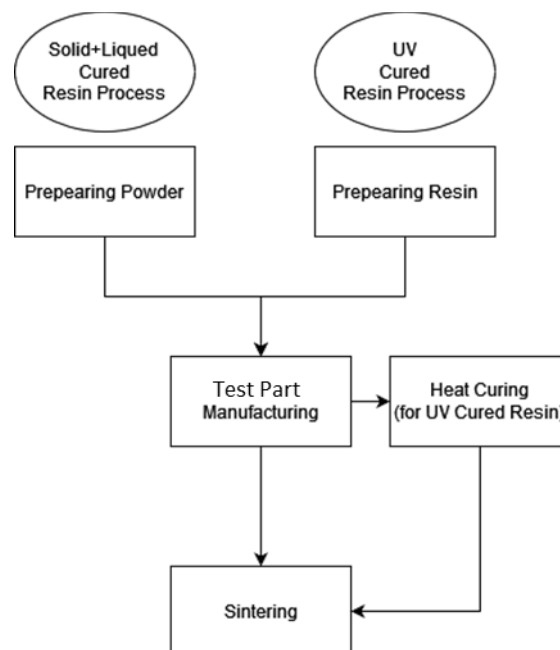 Solid+Liqued
Cured
Resin Process
UV
Cured
Resin Process
Prepearing Powder
Prepearing Resin
Test Part
Manufacturing
Heat Curing
(for UV Cured Resin)
Sintering